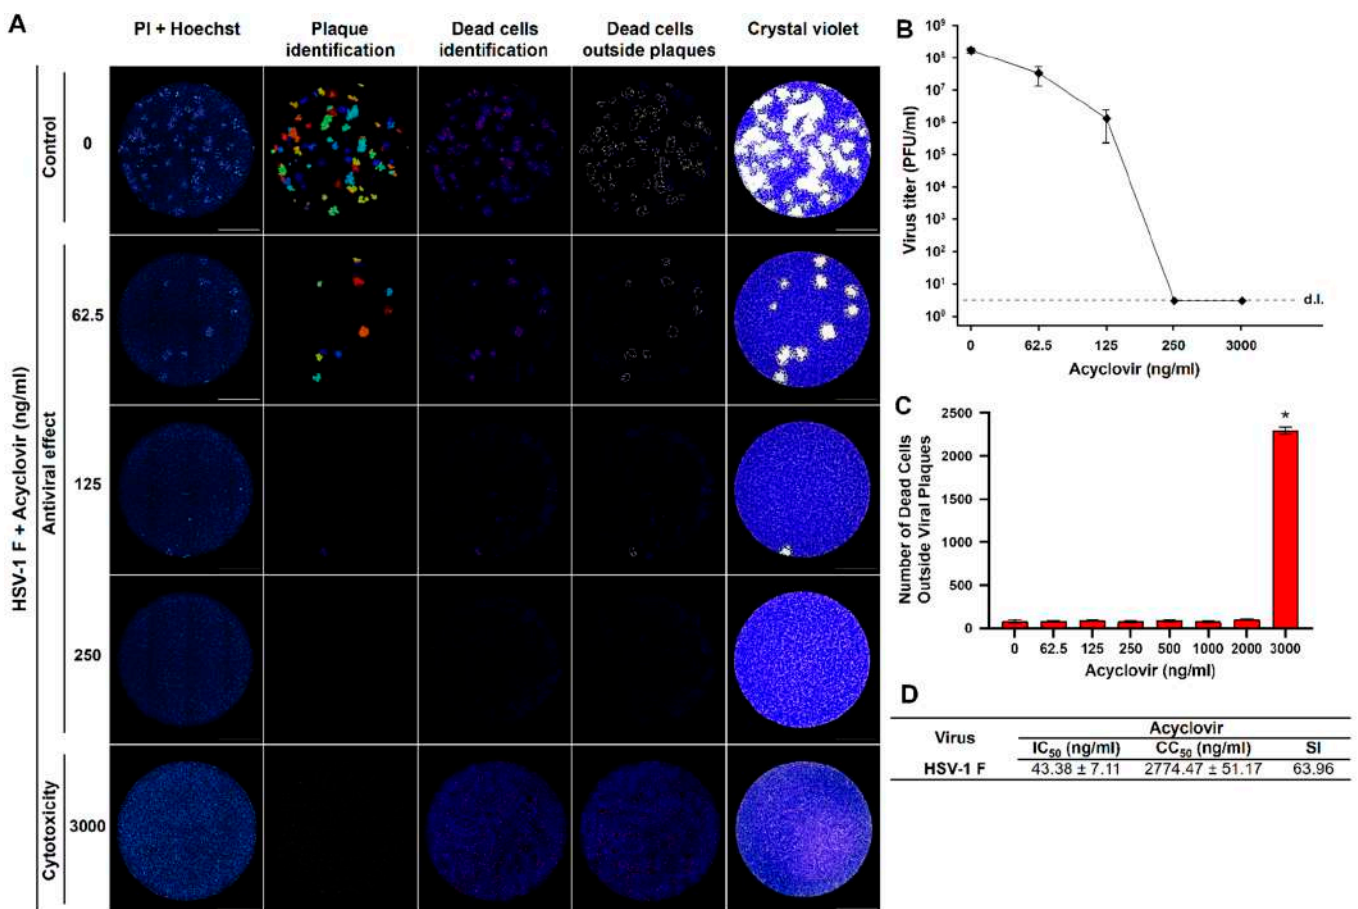 A
PI + Hoechst
Plaque
identification
Dead cells
identification
Dead cells
outside plaques
Crystal violet
HSV-1 F + Acyclovir (ng/ml)
Control
0
Antiviral effect
62.5
125
250
Cytotoxicity
3000
B
Virus titer (PFU/ml)
10⁹
10⁸
10⁷
10⁶
10⁵
10⁴
10³
10²
10¹
10⁰
d.l.
0 62.5 125 250 3000
Acyclovir (ng/ml)
C
Number of Dead Cells
Outside Viral Plaques
2500
2000
1500
1000
500
0
*
0 62.5 125 250 500 1000 2000 3000
Acyclovir (ng/ml)
D
Virus Acyclovir
IC₅₀ (ng/ml) CC₅₀ (ng/ml) SI
HSV-1 F 43.38 ± 7.11 2774.47 ± 51.17 63.96